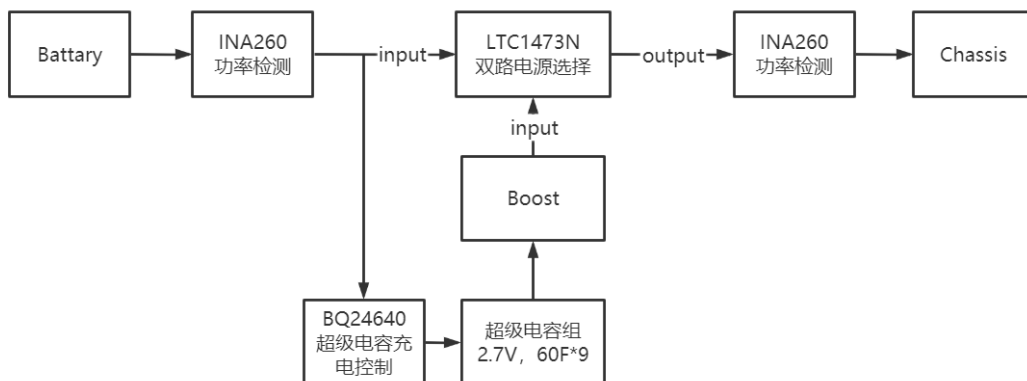 Battary
INA260
功率检测
input
LTC1473N
双路电源选择
output
INA260
功率检测
Chassis
input
Boost
BQ24640
超级电容充
电控制
超级电容组
2.7V，60F*9